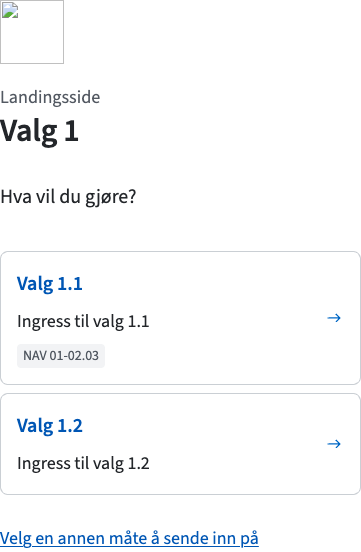 Landingsside
Valg 1
Hva vil du gjøre?
Valg 1.1
Ingress til valg 1.1
NAV 01-02.03
Valg 1.2
Ingress til valg 1.2
Velg en annen måte å sende inn på